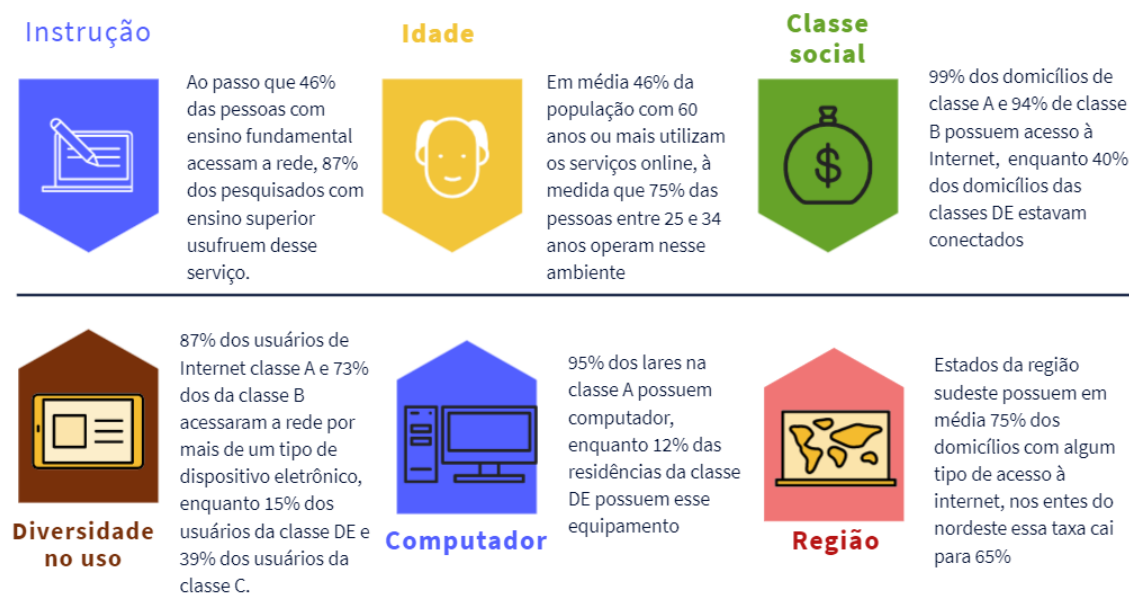 Instrução
Ao passo que 46%
das pessoas com
ensino fundamental
acessam a rede, 87%
dos pesquisados com
ensino superior
usufruem desse
serviço.
Idade
Em média 46% da
população com 60
anos ou mais utilizam
os serviços online, à
medida que 75% das
pessoas entre 25 e 34
anos operam nesse
ambiente
Classe
social
$
99% dos domicílios de
classe A e 94% de classe
B possuem acesso à
Internet, enquanto 40%
dos domicílios das
classes DE estavam
conectados
Diversidade
no uso
87% dos usuários de
Internet classe A e 73%
dos da classe B
acessaram a rede por
mais de um tipo de
dispositivo eletrônico,
enquanto 15% dos
usuários da classe DE e
39% dos usuários da
classe C.
Computador
95% dos lares na
classe A possuem
computador,
enquanto 12% das
residências da classe
DE possuem esse
equipamento
Região
Estados da região
sudeste possuem em
média 75% dos
domicílios com algum
tipo de acesso à
internet, nos entes do
nordeste essa taxa cai
para 65%